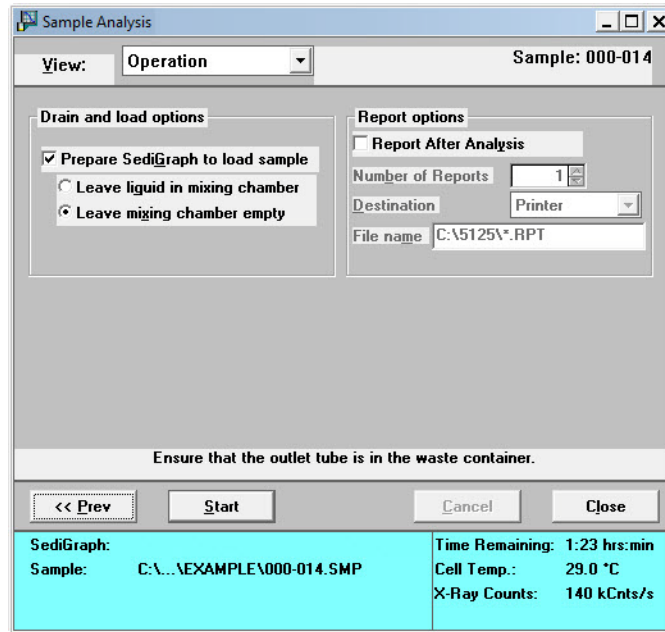 Sample Analysis
View: Operation Sample: 000-014
Drain and load options
Prepare SediGraph to load sample
Leave liquid in mixing chamber
Leave mixing chamber empty
Report options
Report After Analysis
Number of Reports 1
Destination Printer
File name C:\5125\*.RPT
Ensure that the outlet tube is in the waste container.
<< Prev Start Cancel Close
SediGraph:
Sample: C:\...\EXAMPLE\000-014.SMP
Time Remaining: 1:23 hrs:min
Cell Temp.: 29.0 °C
X-Ray Counts: 140 kCnts/s